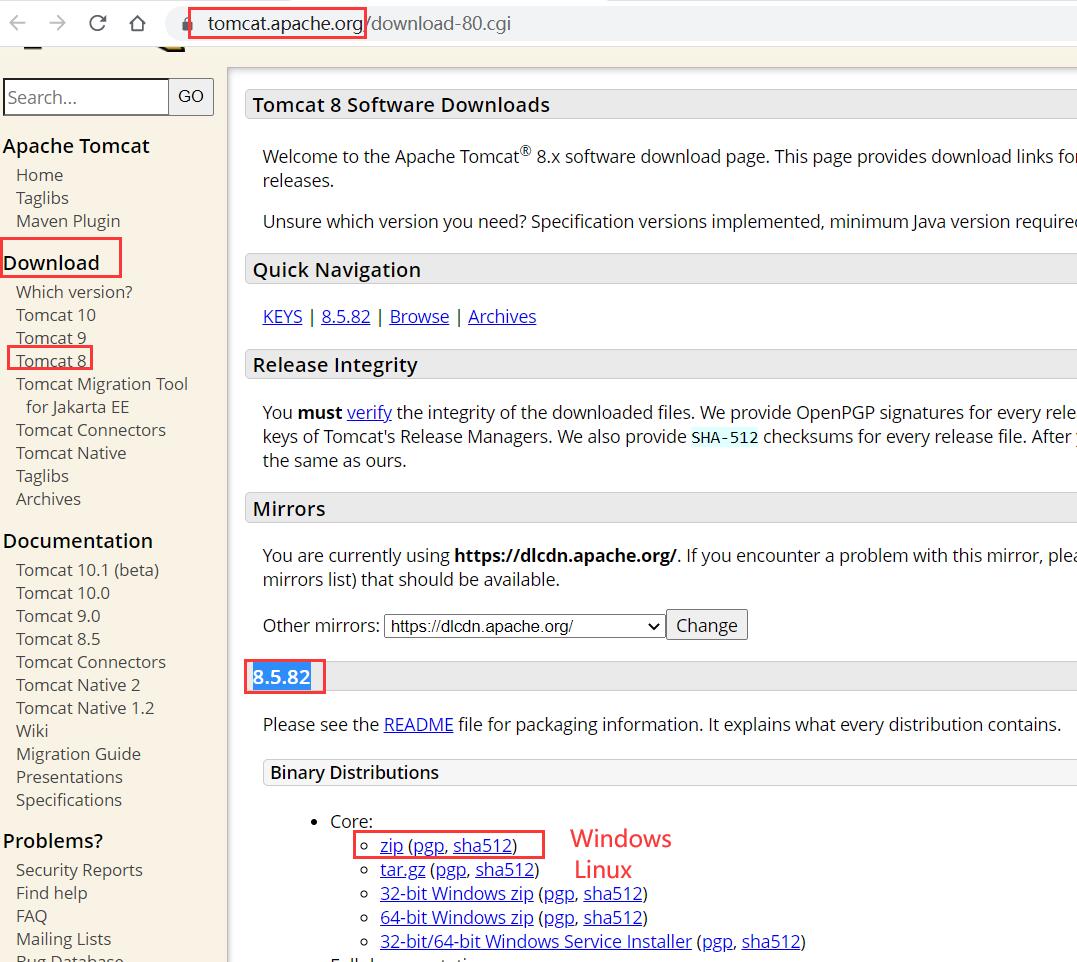 tomcat.apache.org/download-80.cgi
Search... GO
Apache Tomcat
Home
Taglibs
Maven Plugin
Download
Which version?
Tomcat 10
Tomcat 9
Tomcat 8
Tomcat Migration Tool
for Jakarta EE
Tomcat Connectors
Tomcat Native
Taglibs
Archives
Documentation
Tomcat 10.1 (beta)
Tomcat 10.0
Tomcat 9.0
Tomcat 8.5
Tomcat Connectors
Tomcat Native 2
Tomcat Native 1.2
Wiki
Migration Guide
Presentations
Specifications
Problems?
Security Reports
Find help
FAQ
Mailing Lists
Bug Database
Tomcat 8 Software Downloads
Welcome to the Apache Tomcat® 8.x software download page. This page provides download links for
releases.
Unsure which version you need? Specification versions implemented, minimum Java version required
Quick Navigation
KEYS | 8.5.82 | Browse | Archives
Release Integrity
You must verify the integrity of the downloaded files. We provide OpenPGP signatures for every rele
keys of Tomcat's Release Managers. We also provide SHA-512 checksums for every release file. After
the same as ours.
Mirrors
You are currently using https://dlcdn.apache.org/. If you encounter a problem with this mirror, plea
mirrors list) that should be available.
Other mirrors: https://dlcdn.apache.org/ Change
8.5.82
Please see the README file for packaging information. It explains what every distribution contains.
Binary Distributions
• Core:
zip (pgp, sha512) Windows
tar.gz (pgp, sha512) Linux
32-bit Windows zip (pgp, sha512)
64-bit Windows zip (pgp, sha512)
32-bit/64-bit Windows Service Installer (pgp, sha512)